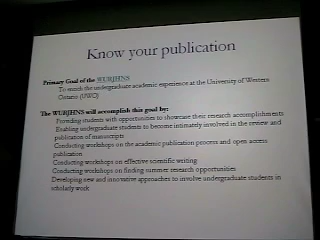 Know your publication
Primary Goal of the WURJHNS
To enrich the undergraduate academic experience at the University of Western
Ontario (UWO)
The WURJHNS will accomplish this goal by:
Providing students with opportunities to showcase their research accomplishments
Enabling undergraduate students to become intimately involved in the review and
publication of manuscripts
Conducting workshops on the academic publication process and open access
publication
Conducting workshops on effective scientific writing
Conducting workshops on finding summer research opportunities
Developing new and innovative approaches to involve undergraduate students in
scholarly work